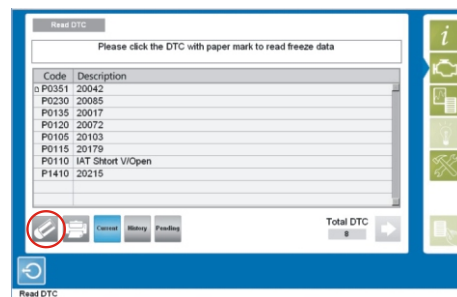 Read DTC
Please click the DTC with paper mark to read freeze data
Code Description
P0351 20042
P0230 20085
P0135 20017
P0120 20072
P0105 20103
P0115 20179
P0110 IAT Shtort V/Open
P1410 20215
Current History Pending
Total DTC
8
Read DTC